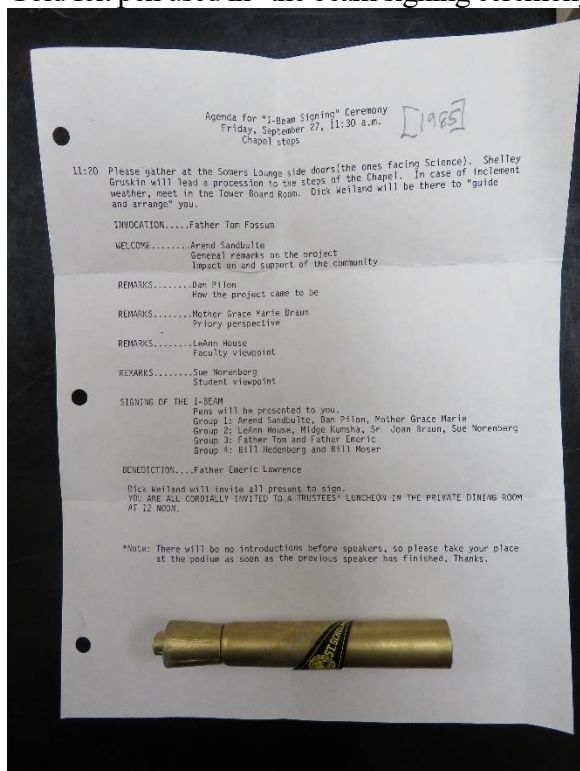 Gold felt pen used in the beam signing ceremony
Agenda for "I-Beam Signing" Ceremony
Friday, September 27, 11:30 a.m.
Chapel steps
[1985]
11:20 Please gather at the Somers Lounge side doors(the ones facing Science). Shelley
Gruskin will lead a procession to the steps of the Chapel. In case of inclement
weather, meet in the Tower Board Room. Dick Weiland will be there to "guide
and arrange" you.
INVOCATION.....Father Tom Fossum
WELCOME........Arend Sandbulte
General remarks on the project
Impact on and support of the community
REMARKS........Dan Pilon
How the project came to be
REMARKS........Mother Grace Marie Braun
Priory perspective
REMARKS........LeAnn House
Faculty viewpoint
REMARKS........Sue Norenberg
Student viewpoint
SIGNING OF THE I-BEAM
Pens will be presented to you.
Group 1: Arend Sandbulte, Dan Pilon, Mother Grace Marie
Group 2: LeAnn House, Midge Kumsha, Sr Joan Braun, Sue Norenberg
Group 3: Father Tom and Father Emeric
Group 4: Bill Hedenberg and Bill Moser
BENEDICTION....Father Emeric Lawrence
Dick Weiland will invite all present to sign.
YOU ARE ALL CORDIALLY INVITED TO A TRUSTEES' LUNCHEON IN THE PRIVATE DINING ROOM
AT 12 NOON.
*Note: There will be no introductions before speakers, so please take your place
at the podium as soon as the previous speaker has finished. Thanks.